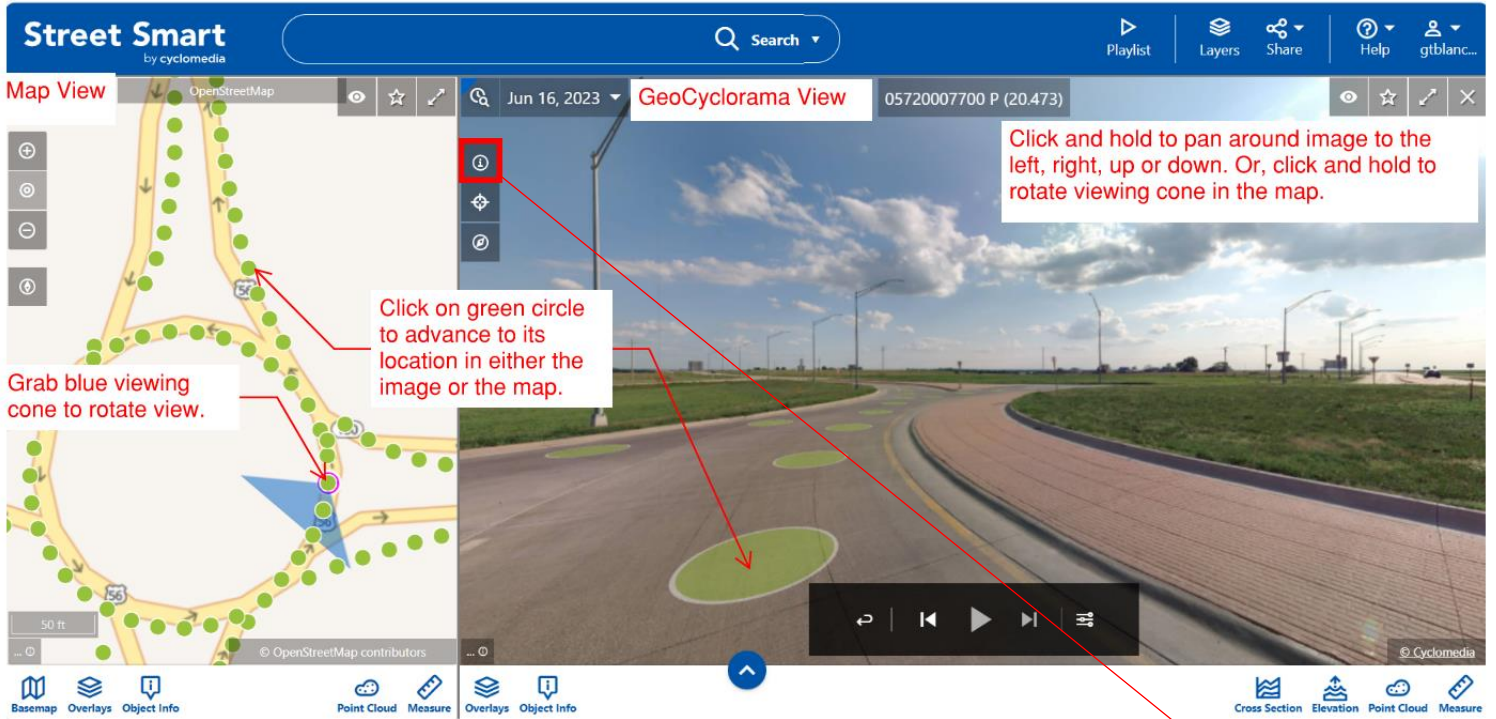 Street Smart
by cyclomedia
Search
Playlist
Layers
Share
Help
gtblanc...
Map View
OpenStreetMap
Jun 16, 2023
GeoCyclorama View
05720007700 P (20.473)
Click and hold to pan around image to the
left, right, up or down. Or, click and hold to
rotate viewing cone in the map.
56
Click on green circle
to advance to its
location in either the
image or the map.
Grab blue viewing
cone to rotate view.
56
56
50 ft
...
© OpenStreetMap contributors
...
© Cyclomedia
Basemap
Overlays
Object Info
Point Cloud
Measure
Overlays
Object Info
Cross Section
Elevation
Point Cloud
Measure